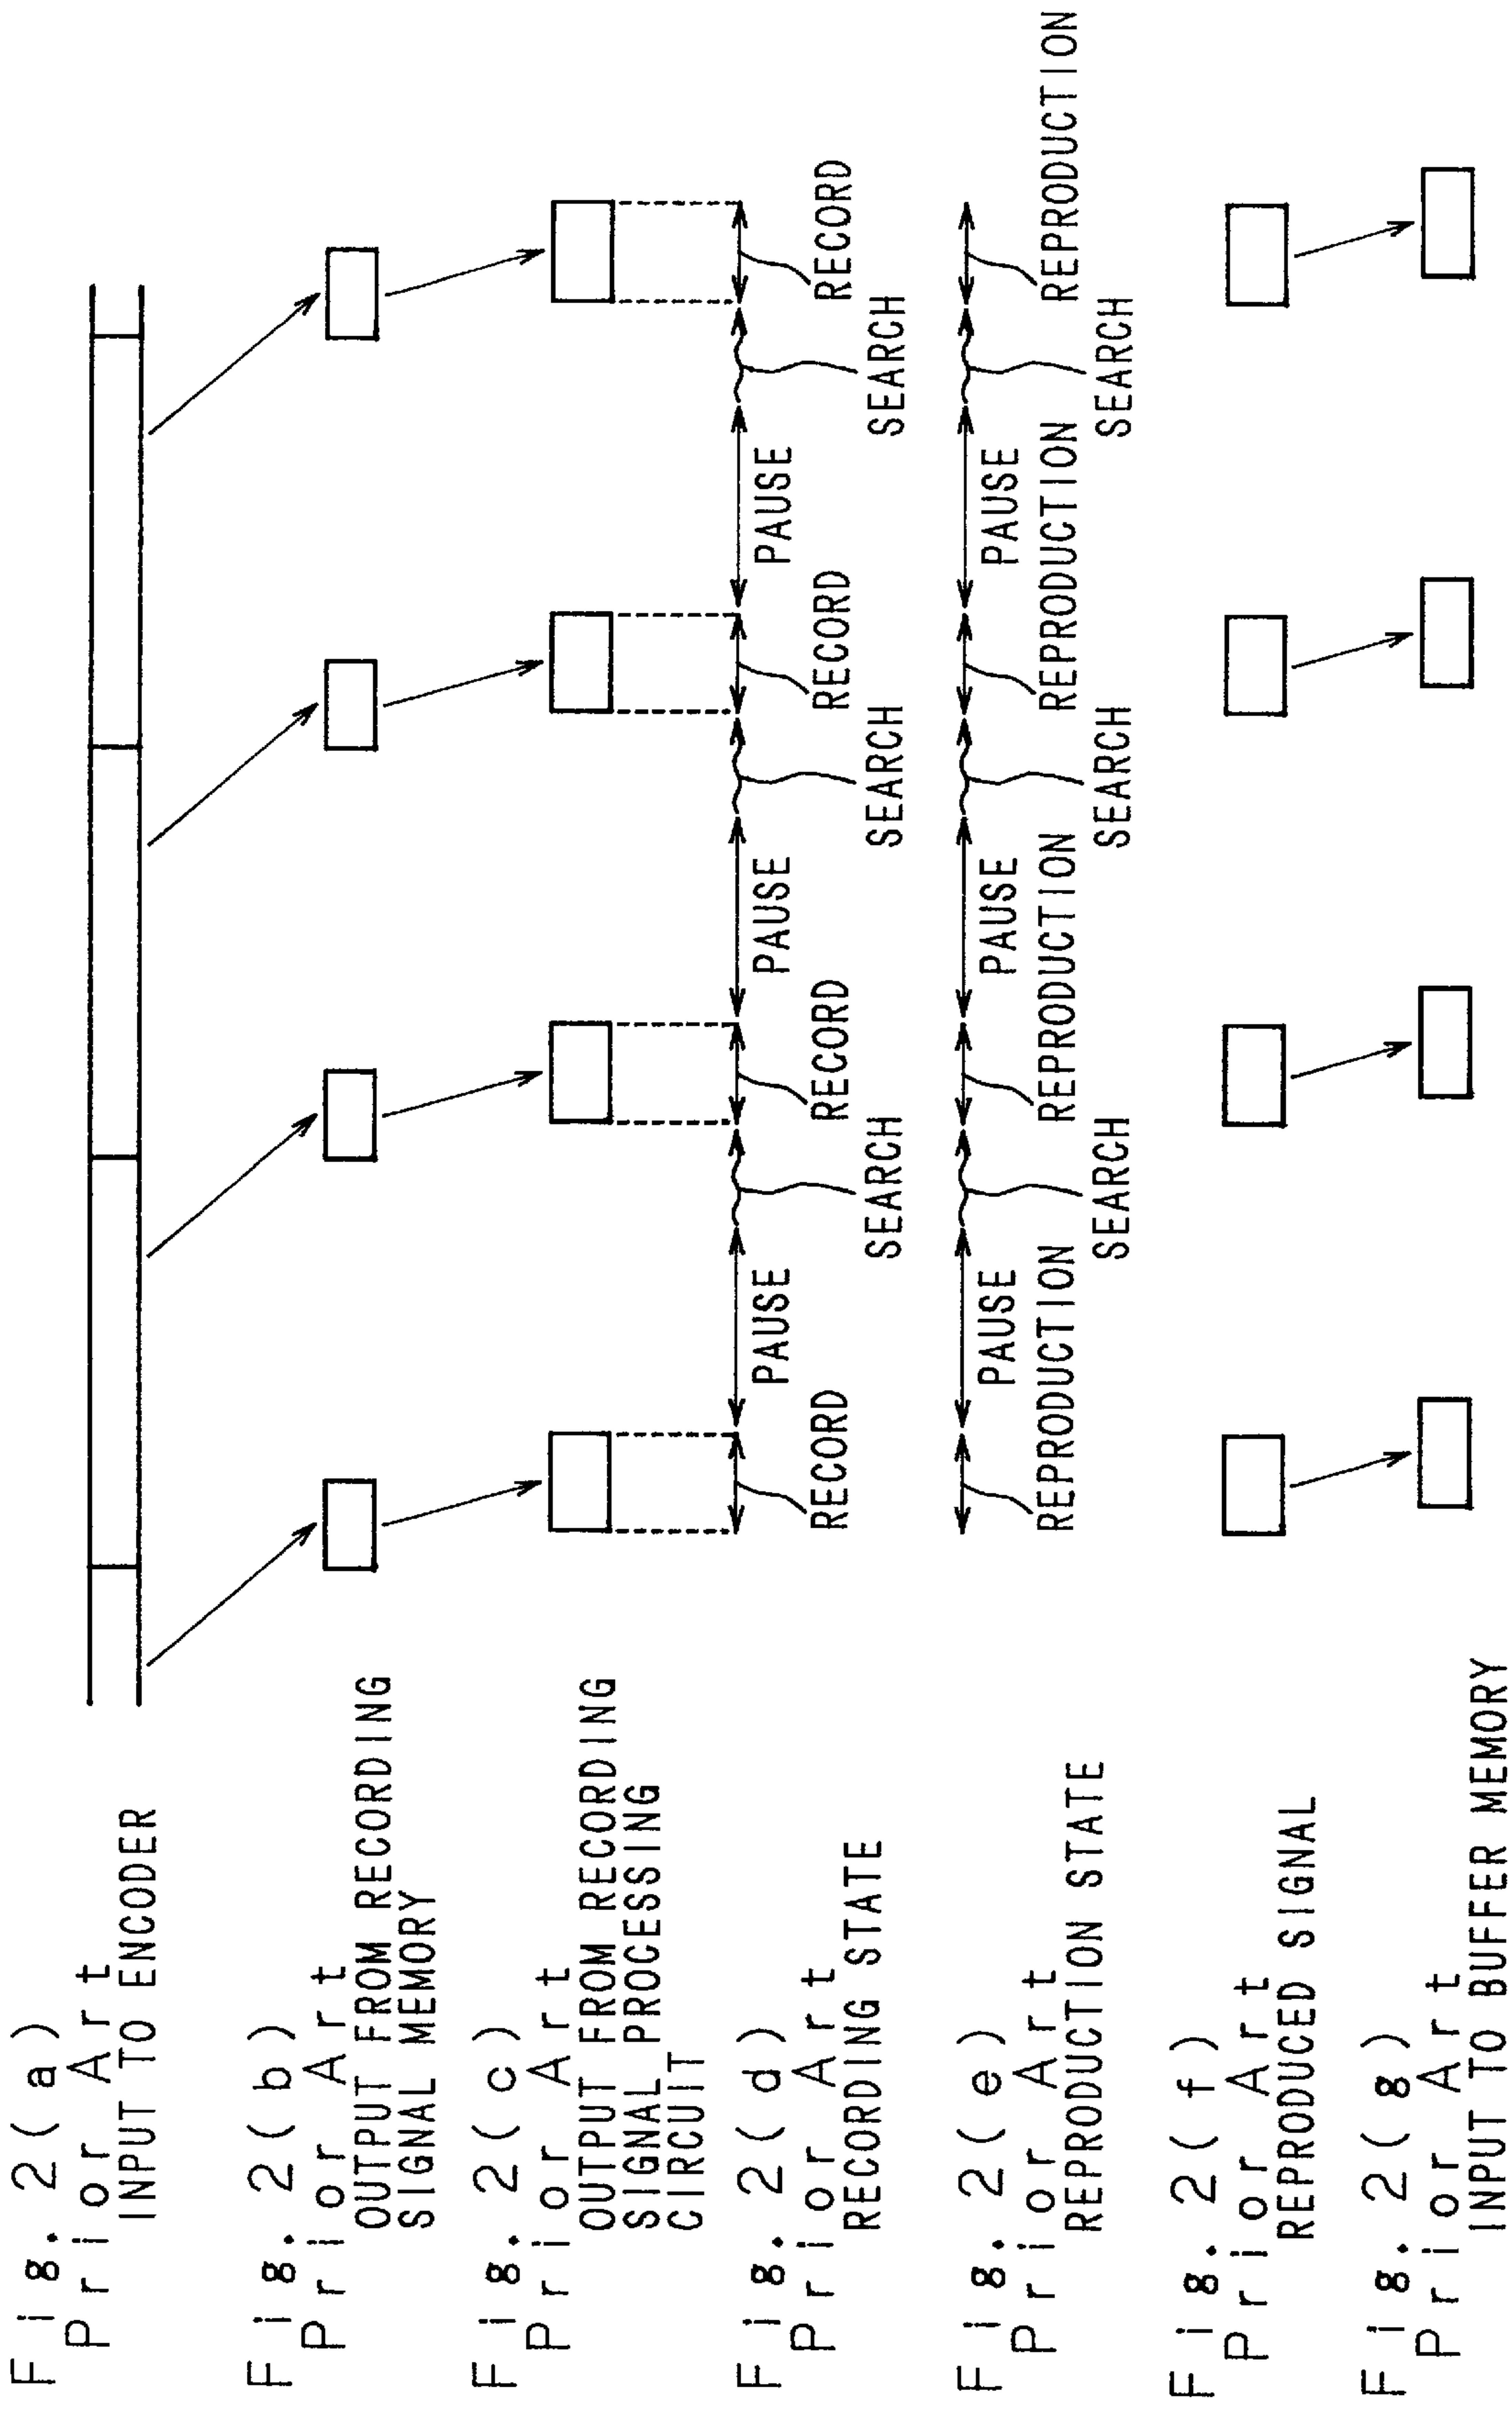 Fig. 2(a)
Prior Art
INPUT TO ENCODER
Fig. 2(b)
Prior Art
OUTPUT FROM RECORDING
SIGNAL MEMORY
Fig. 2(c)
Prior Art
OUTPUT FROM RECORDING
SIGNAL PROCESSING
CIRCUIT
Fig. 2(d)
Prior Art
RECORDING STATE
PAUSE
PAUSE
PAUSE
RECORD
RECORD
RECORD
RECORD
SEARCH
SEARCH
SEARCH
Fig. 2(e)
Prior Art
REPRODUCTION STATE
PAUSE
PAUSE
PAUSE
REPRODUCTION
REPRODUCTION
REPRODUCTION
REPRODUCTION
SEARCH
SEARCH
SEARCH
Fig. 2(f)
Prior Art
REPRODUCED SIGNAL
Fig. 2(g)
Prior Art
INPUT TO BUFFER MEMORY